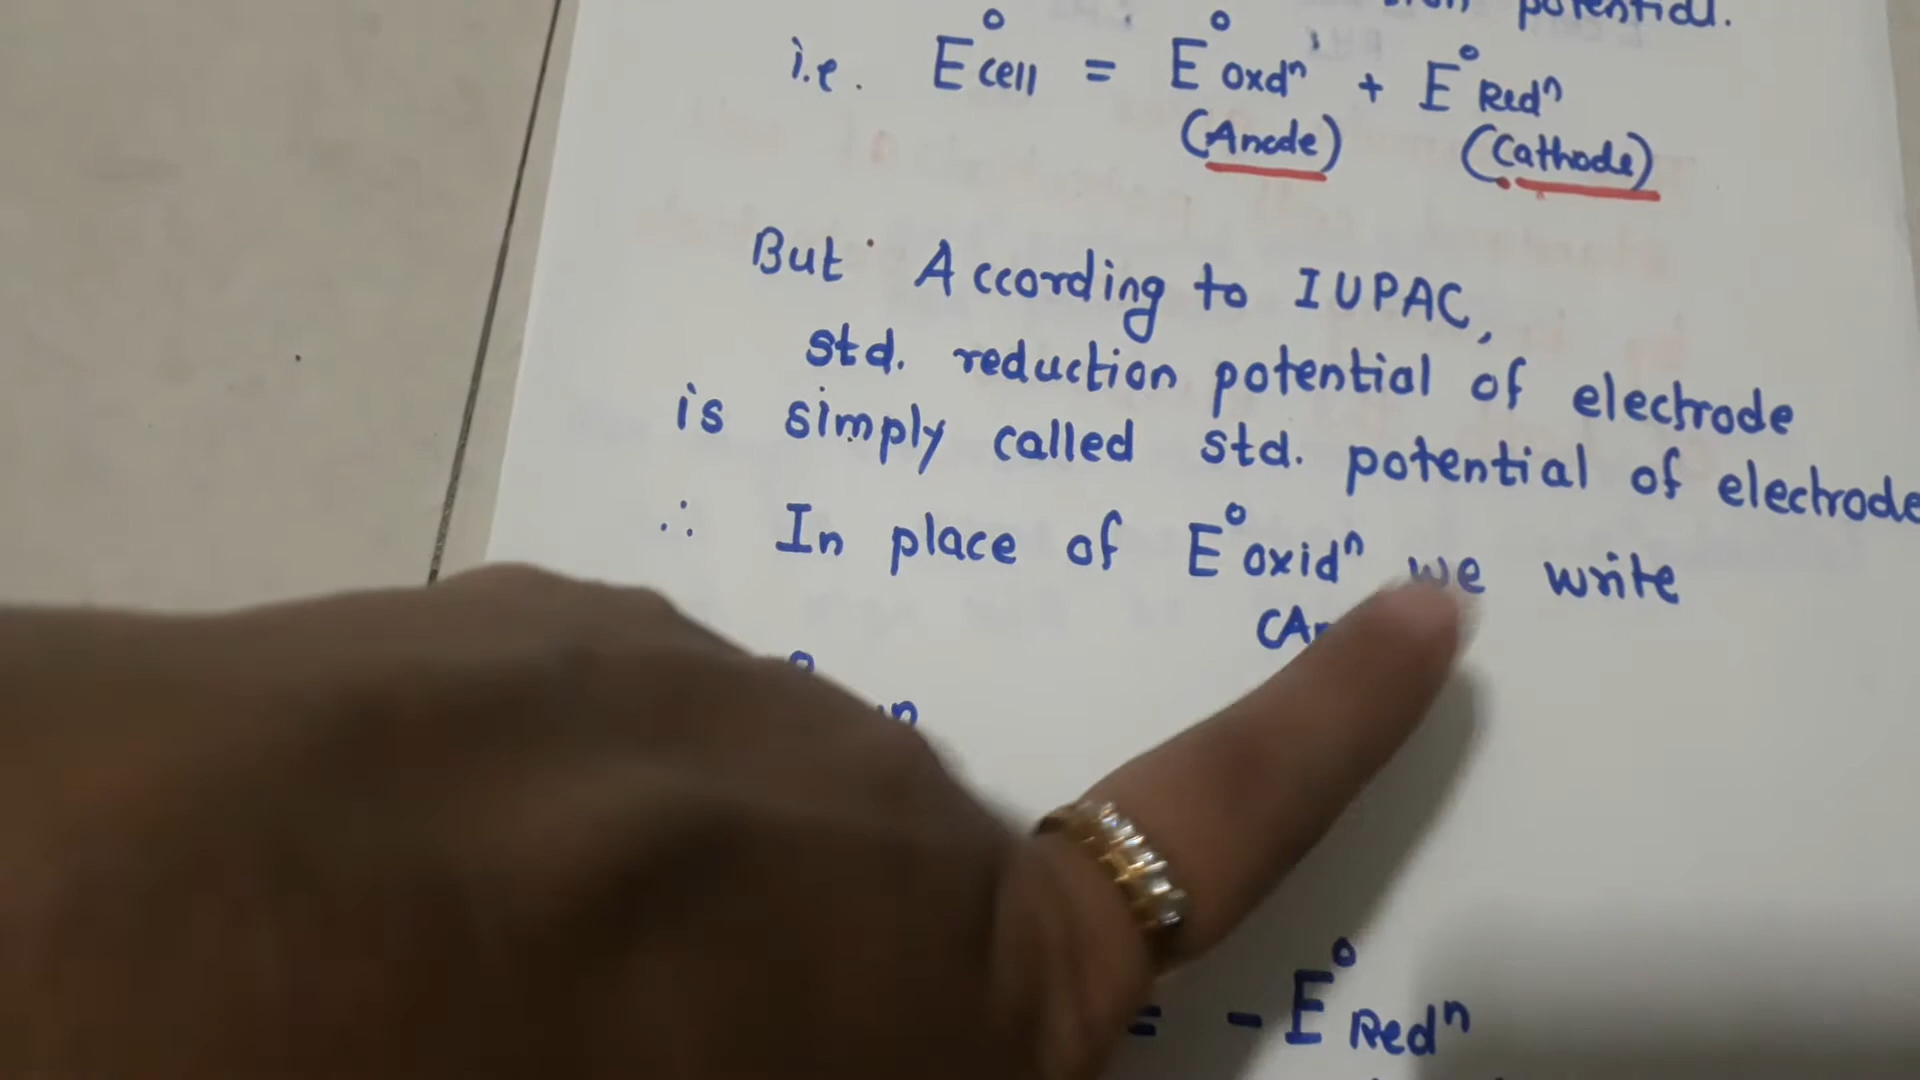 potential.
i.e. E°cell = E°oxdⁿ + E°Redⁿ
(Anode) (Cathode)
But According to IUPAC,
std. reduction potential of electrode
is simply called std. potential of electrode
∴ In place of E°oxidⁿ we write
= - E°Redⁿ